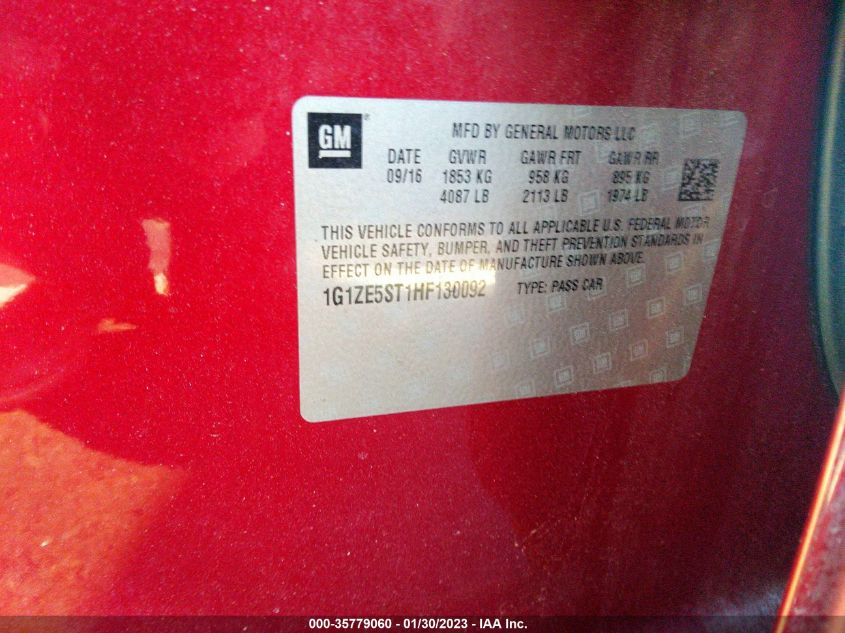 GM
MFD BY GENERAL MOTORS LLC
DATE GVWR GAWR FRT GAWR RR
09/16 1853 KG 958 KG 895 KG
4087 LB 2113 LB 1974 LB
THIS VEHICLE CONFORMS TO ALL APPLICABLE U.S. FEDERAL MOTOR
VEHICLE SAFETY, BUMPER, AND THEFT PREVENTION STANDARDS IN
EFFECT ON THE DATE OF MANUFACTURE SHOWN ABOVE.
1G1ZE5ST1HF130092 TYPE: PASS CAR
000-35779060 - 01/30/2023 - IAA Inc.